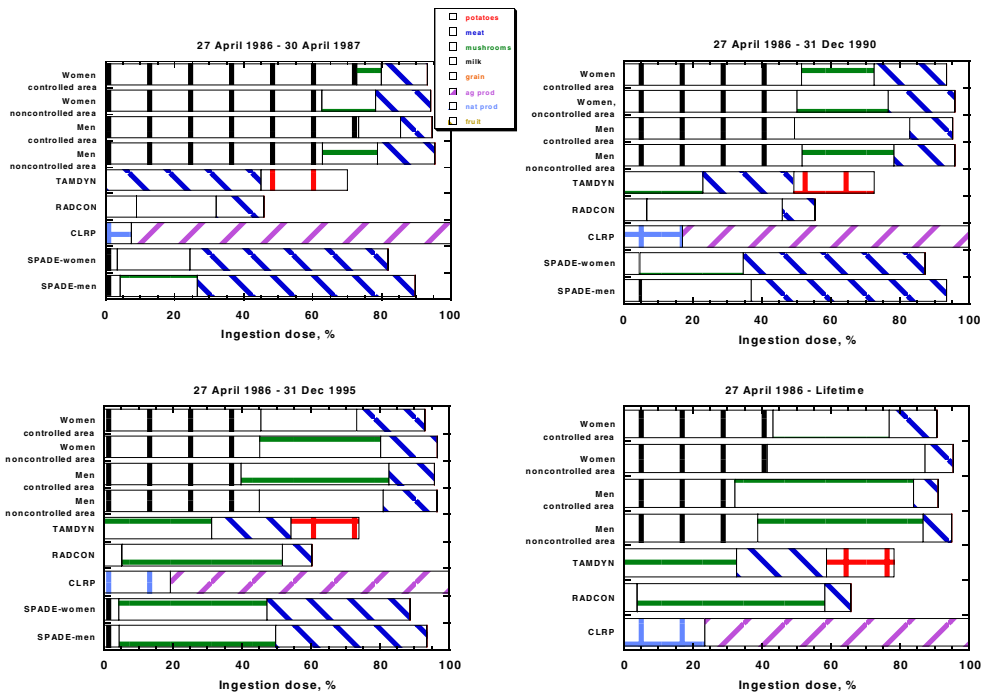 potatoes
meat
mushrooms
milk
grain
ag prod
nat prod
fruit
27 April 1986 - 30 April 1987
Women
controlled area
Women
noncontrolled area
Men
controlled area
Men
noncontrolled area
TAMDYN
RADCON
CLRP
SPADE-women
SPADE-men
0 20 40 60 80 100
Ingestion dose, %
27 April 1986 - 31 Dec 1990
Women
controlled area
Women,
oncontrolled area
Men
controlled area
Men
noncontrolled area
TAMDYN
RADCON
CLRP
SPADE-women
SPADE-men
0 20 40 60 80 100
Ingestion dose, %
27 April 1986 - 31 Dec 1995
Women
controlled area
Women
noncontrolled area
Men
controlled area
Men
noncontrolled area
TAMDYN
RADCON
CLRP
SPADE-women
SPADE-men
0 20 40 60 80 100
Ingestion dose, %
27 April 1986 - Lifetime
Women
controlled area
Women
noncontrolled area
Men
controlled area
Men
noncontrolled area
TAMDYN
RADCON
CLRP
0 20 40 60 80 100
Ingestion dose, %